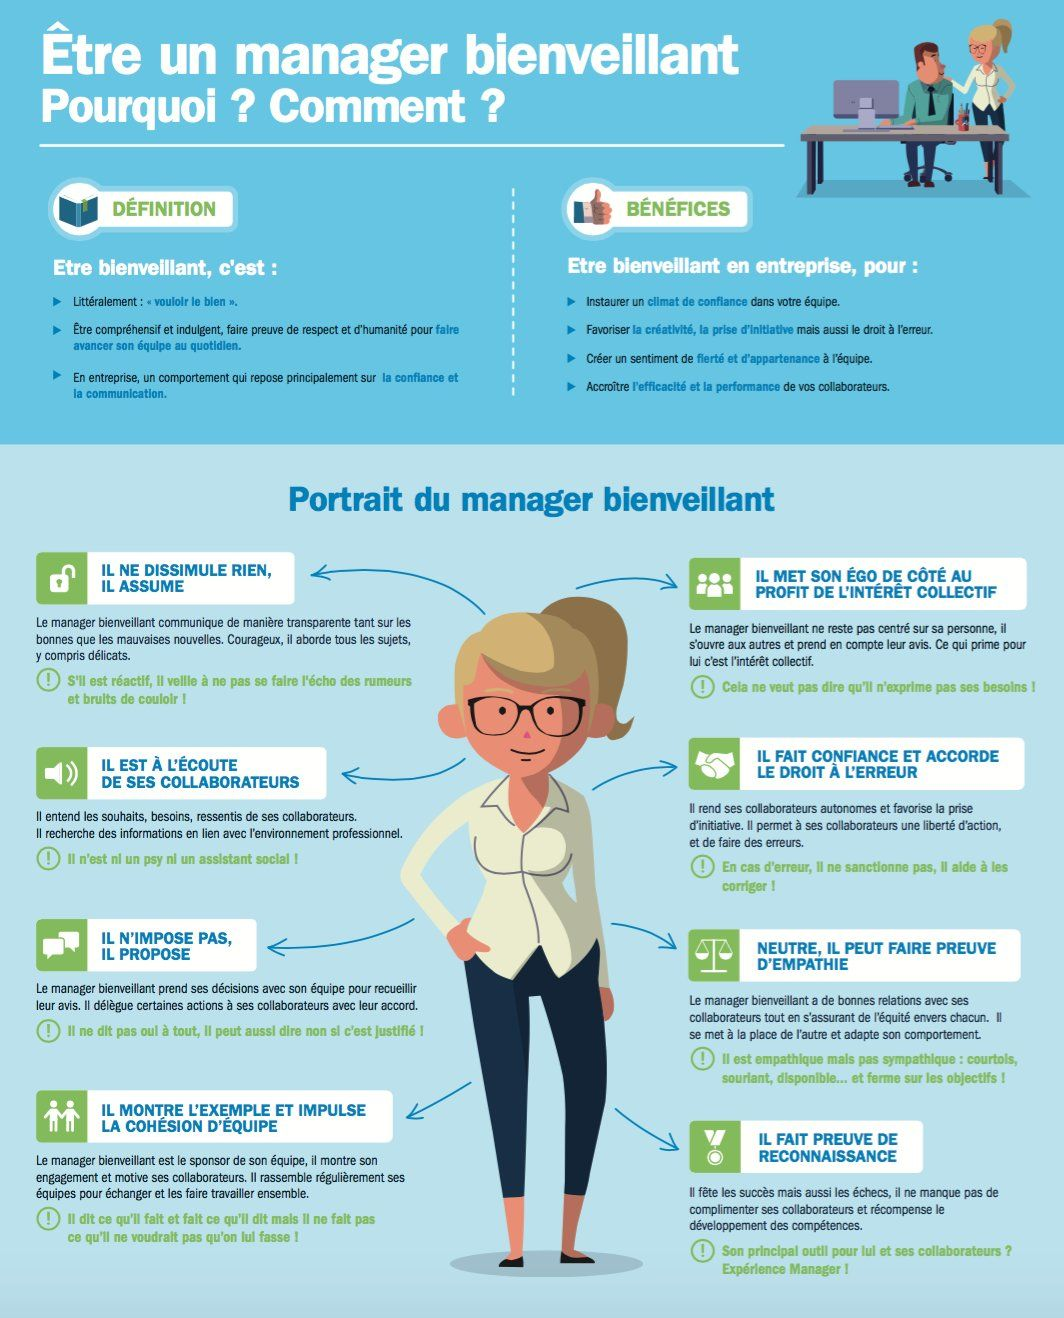 Être un manager bienveillant
Pourquoi ? Comment ?
DÉFINITION
Etre bienveillant, c'est :
Littéralement : « vouloir le bien ».
Être compréhensif et indulgent, faire preuve de respect et d'humanité pour faire
avancer son équipe au quotidien.
En entreprise, un comportement qui repose principalement sur la confiance et
la communication.
BÉNÉFICES
Etre bienveillant en entreprise, pour :
Instaurer un climat de confiance dans votre équipe.
Favoriser la créativité, la prise d'initiative mais aussi le droit à l'erreur.
Créer un sentiment de fierté et d'appartenance à l'équipe.
Accroître l'efficacité et la performance de vos collaborateurs.
Portrait du manager bienveillant
IL NE DISSIMULE RIEN,
IL ASSUME
Le manager bienveillant communique de manière transparente tant sur les
bonnes que les mauvaises nouvelles. Courageux, il aborde tous les sujets,
y compris délicats.
S'il est réactif, il veille à ne pas se faire l'écho des rumeurs
et bruits de couloir !
IL EST À L'ÉCOUTE
DE SES COLLABORATEURS
Il entend les souhaits, besoins, ressentis de ses collaborateurs.
Il recherche des informations en lien avec l'environnement professionnel.
Il n'est ni un psy ni un assistant social !
IL N'IMPOSE PAS,
IL PROPOSE
Le manager bienveillant prend ses décisions avec son équipe pour recueillir
leur avis. Il délègue certaines actions à ses collaborateurs avec leur accord.
Il ne dit pas oui à tout, il peut aussi dire non si c'est justifié !
IL MONTRE L'EXEMPLE ET IMPULSE
LA COHÉSION D'ÉQUIPE
Le manager bienveillant est le sponsor de son équipe, il montre son
engagement et motive ses collaborateurs. Il rassemble régulièrement ses
équipes pour échanger et les faire travailler ensemble.
Il dit ce qu'il fait et fait ce qu'il dit mais il ne fait pas
ce qu'il ne voudrait pas qu'on lui fasse !
IL MET SON ÉGO DE CÔTÉ AU
PROFIT DE L'INTÉRÊT COLLECTIF
Le manager bienveillant ne reste pas centré sur sa personne, il
s'ouvre aux autres et prend en compte leur avis. Ce qui prime pour
lui c'est l'intérêt collectif.
Cela ne veut pas dire qu'il n'exprime pas ses besoins !
IL FAIT CONFIANCE ET ACCORDE
LE DROIT À L'ERREUR
Il rend ses collaborateurs autonomes et favorise la prise
d'initiative. Il permet à ses collaborateurs une liberté d'action,
et de faire des erreurs.
En cas d'erreur, il ne sanctionne pas, il aide à les
corriger !
NEUTRE, IL PEUT FAIRE PREUVE
D'EMPATHIE
Le manager bienveillant a de bonnes relations avec ses
collaborateurs tout en s'assurant de l'équité envers chacun. Il
se met à la place de l'autre et adapte son comportement.
Il est empathique mais pas sympathique : courtois,
souriant, disponible... et ferme sur les objectifs !
IL FAIT PREUVE DE
RECONNAISSANCE
Il fête les succès mais aussi les échecs, il ne manque pas de
complimenter ses collaborateurs et récompense le
développement des compétences.
Son principal outil pour lui et ses collaborateurs ?
Expérience Manager !